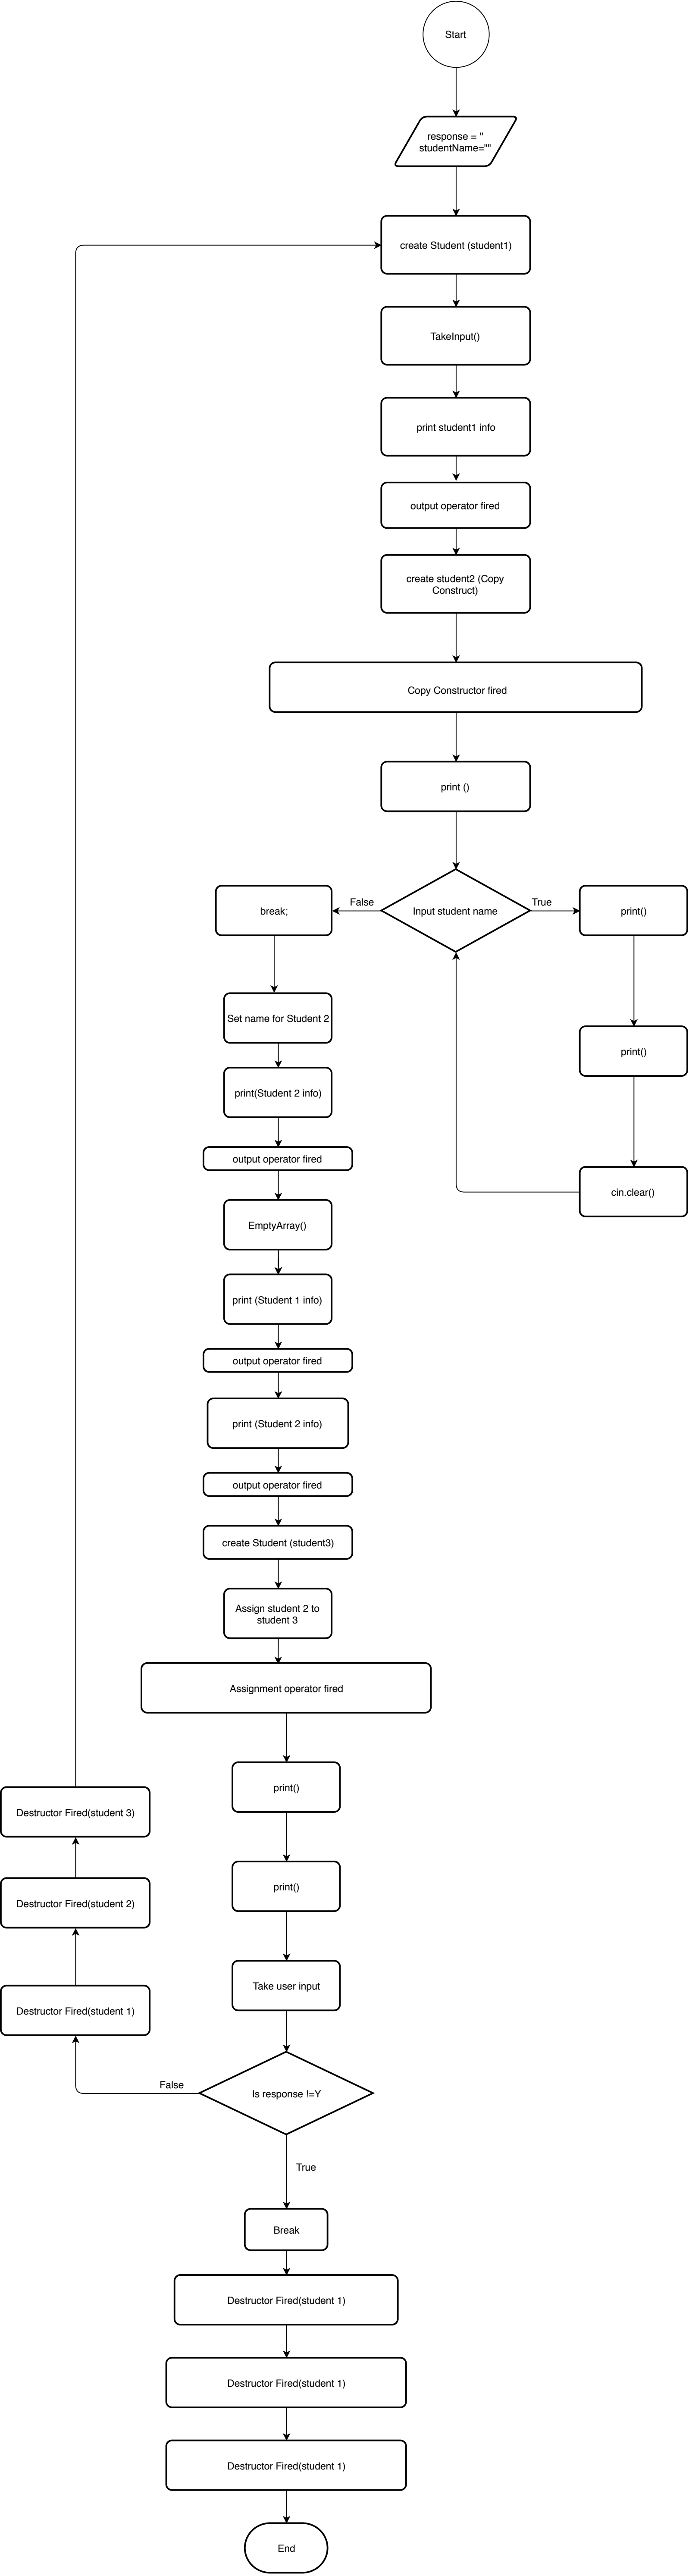 Start
response = "
studentName=""
create Student (student1)
TakeInput()
print student1 info
output operator fired
create student2 (Copy
Construct)
Copy Constructor fired
print ()
break;
False
Input student name
True
print()
Set name for Student 2
print()
print(Student 2 info)
output operator fired
cin.clear()
EmptyArray()
print (Student 1 info)
output operator fired
print (Student 2 info)
output operator fired
create Student (student3)
Assign student 2 to
student 3
Assignment operator fired
print()
Destructor Fired(student 3)
print()
Destructor Fired(student 2)
Take user input
Destructor Fired(student 1)
False
Is response !=Y
True
Break
Destructor Fired(student 1)
Destructor Fired(student 1)
Destructor Fired(student 1)
End